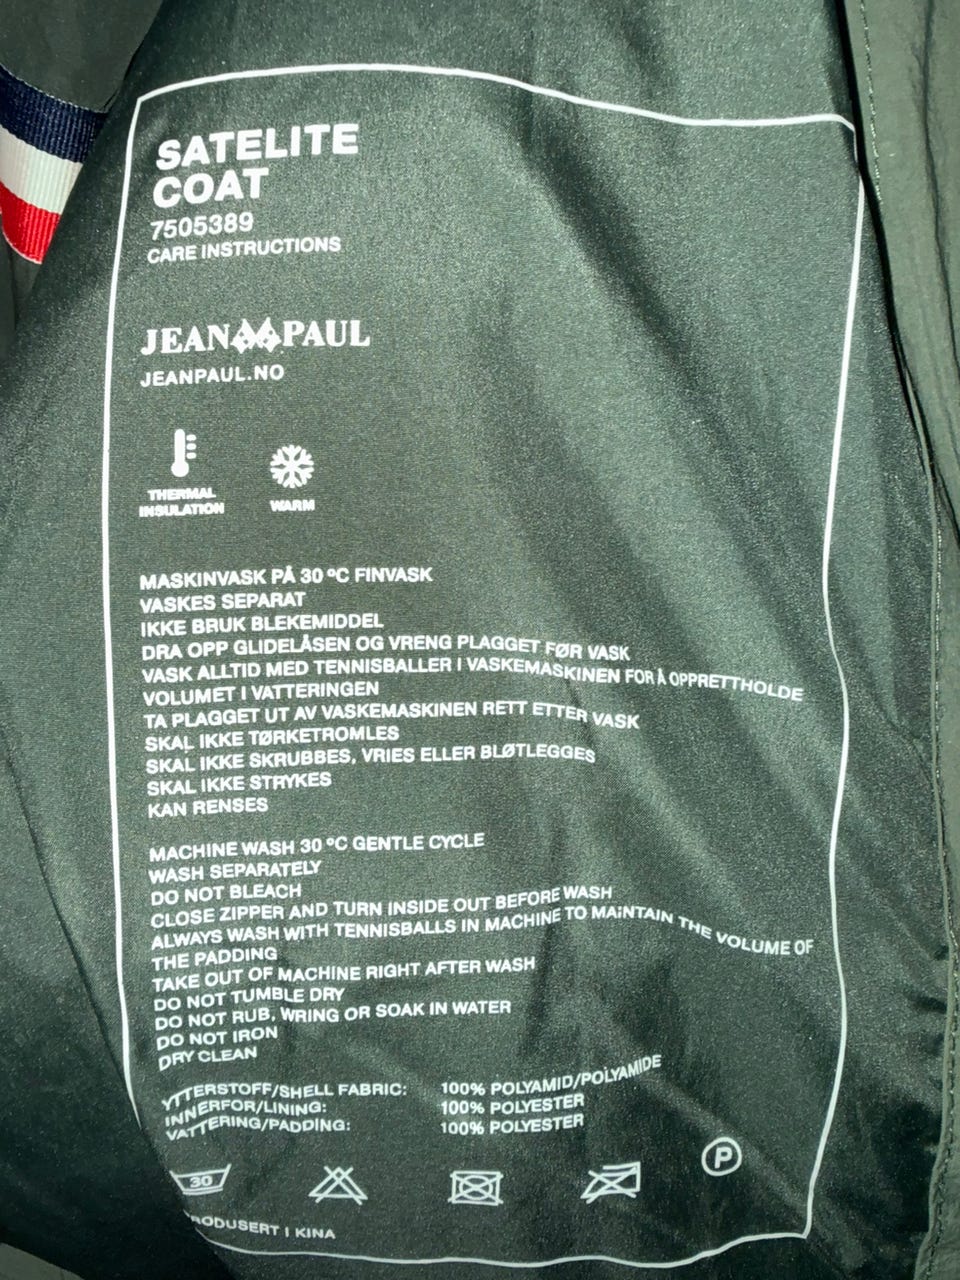 SATELITE
COAT
7505389
CARE INSTRUCTIONS
JEAN PAUL
JEANPAUL.NO
THERMAL
INSULATION
WARM
MASKINVASK PÅ 30 ºC FINVASK
VASKES SEPARAT
IKKE BRUK BLEKEMIDDEL
DRA OPP GLIDELÅSEN OG VRENG PLAGGET FØR VASK
VASK ALLTID MED TENNISBALLER I VASKEMASKINEN FOR Å OPPRETTHOLDE
VOLUMET I VATTERINGEN
TA PLAGGET UT AV VASKEMASKINEN RETT ETTER VASK
SKAL IKKE TØRKETROMLES
SKAL IKKE SKRUBBES, VRIES ELLER BLØTLEGGES
SKAL IKKE STRYKES
KAN RENSES
MACHINE WASH 30 ºC GENTLE CYCLE
WASH SEPARATELY
DO NOT BLEACH
CLOSE ZIPPER AND TURN INSIDE OUT BEFORE WASH
ALWAYS WASH WITH TENNISBALLS IN MACHINE TO MAINTAIN THE VOLUME OF
THE PADDING
TAKE OUT OF MACHINE RIGHT AFTER WASH
DO NOT TUMBLE DRY
DO NOT RUB, WRING OR SOAK IN WATER
DO NOT IRON
DRY CLEAN
YTTERSTOFF/SHELL FABRIC: 100% POLYAMID/POLYAMIDE
INNERFOR/LINING: 100% POLYESTER
VATTERING/PADDING: 100% POLYESTER
30
P
RODUSERT I KINA